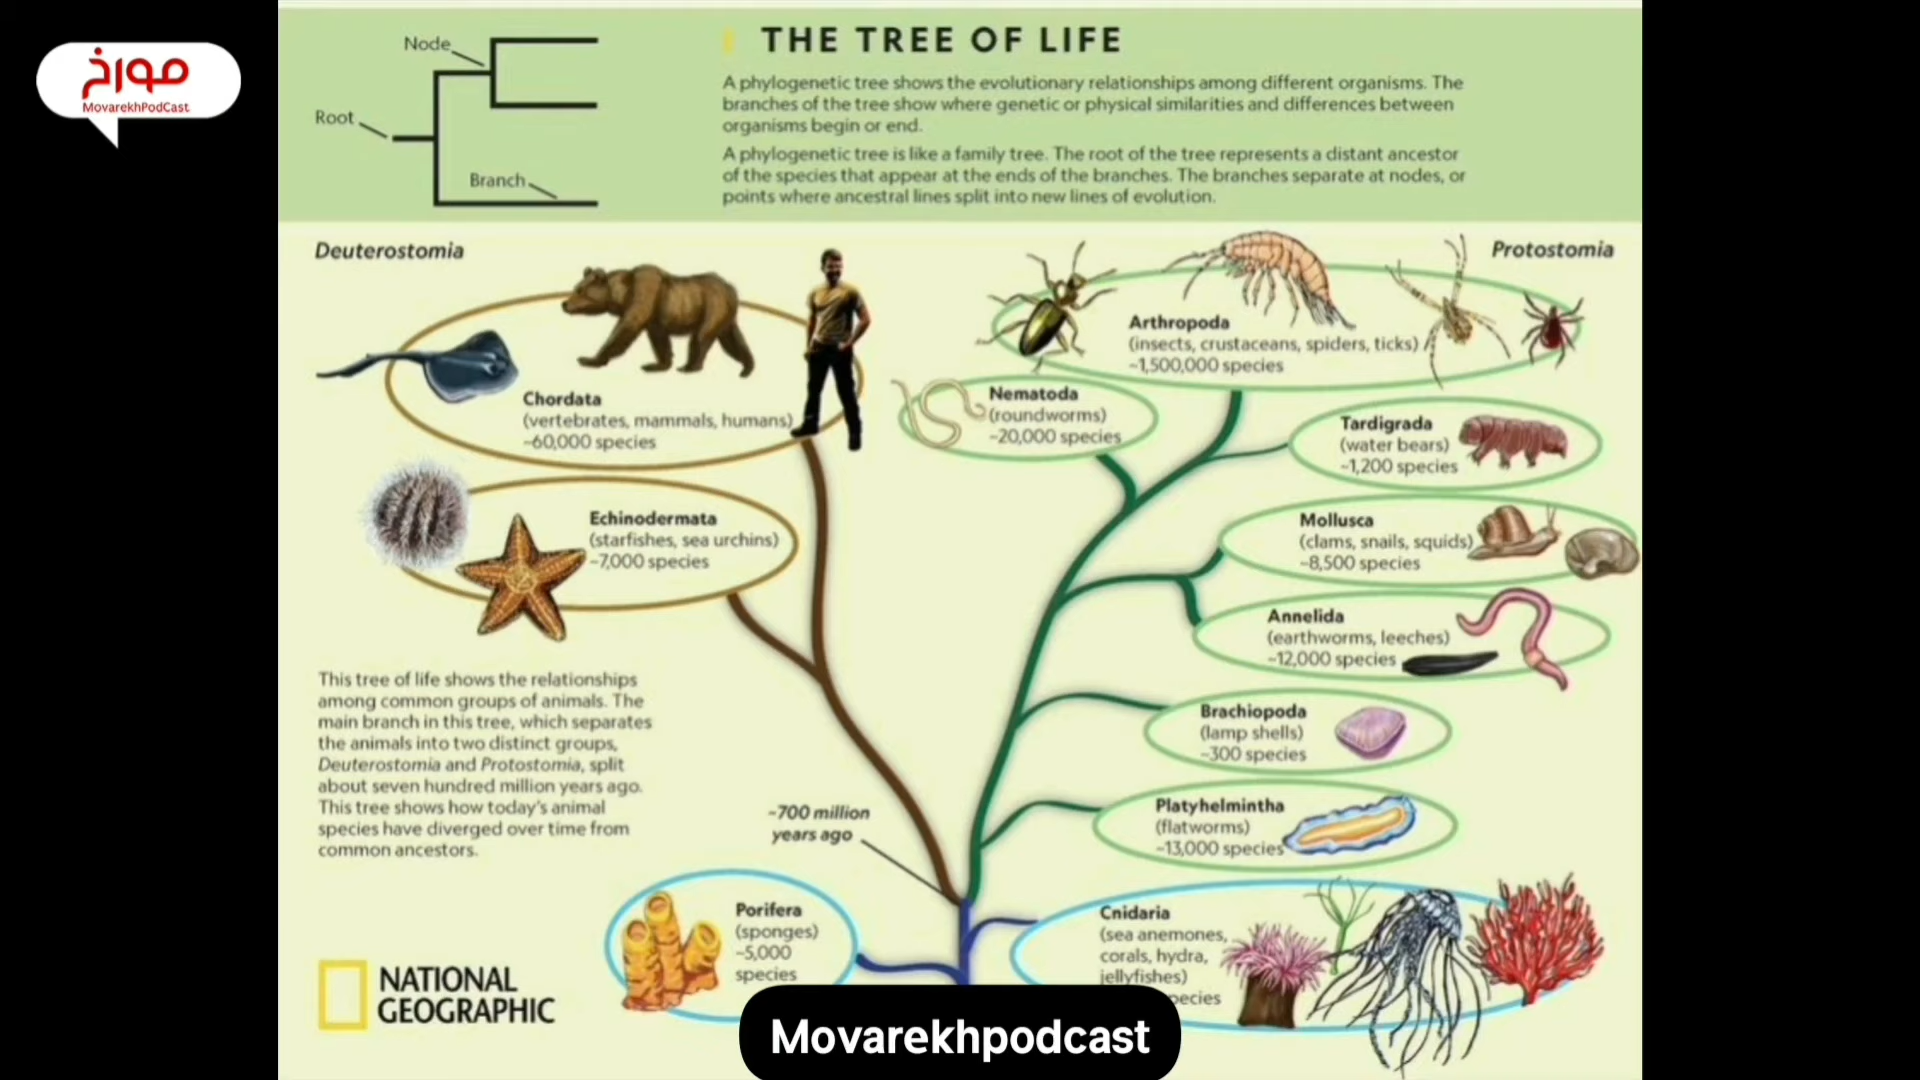 مورخ
MovarekhPodCast
Node
Root
Branch
THE TREE OF LIFE
A phylogenetic tree shows the evolutionary relationships among different organisms. The
branches of the tree show where genetic or physical similarities and differences between
organisms begin or end.
A phylogenetic tree is like a family tree. The root of the tree represents a distant ancestor
of the species that appear at the ends of the branches. The branches separate at nodes, or
points where ancestral lines split into new lines of evolution.
Deuterostomia
Protostomia
Chordata
(vertebrates, mammals, humans)
~60,000 species
Echinodermata
(starfishes, sea urchins)
~7,000 species
Arthropoda
(insects, crustaceans, spiders, ticks)
~1,500,000 species
Nematoda
(roundworms)
~20,000 species
Tardigrada
(water bears)
~1,200 species
Mollusca
(clams, snails, squids)
~8,500 species
Annelida
(earthworms, leeches)
~12,000 species
Brachiopoda
(lamp shells)
~300 species
Platyhelmintha
(flatworms)
~13,000 species
This tree of life shows the relationships
among common groups of animals. The
main branch in this tree, which separates
the animals into two distinct groups,
Deuterostomia and Protostomia, split
about seven hundred million years ago.
This tree shows how today's animal
species have diverged over time from
common ancestors.
~700 million
years ago
Porifera
(sponges)
~5,000
species
Cnidaria
(sea anemones,
corals, hydra,
jellyfishes)
pecies
NATIONAL
GEOGRAPHIC
Movarekhpodcast